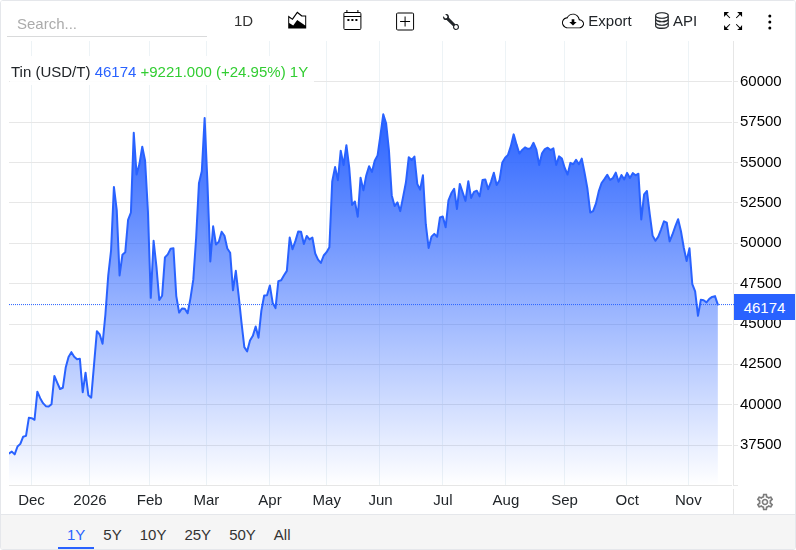 Search... 1D Export API
Tin (USD/T) 46174 +9221.000 (+24.95%) 1Y
60000
57500
55000
52500
50000
47500
46174
45000
42500
40000
37500
Dec 2026 Feb Mar Apr May Jun Jul Aug Sep Oct Nov
1Y 5Y 10Y 25Y 50Y All